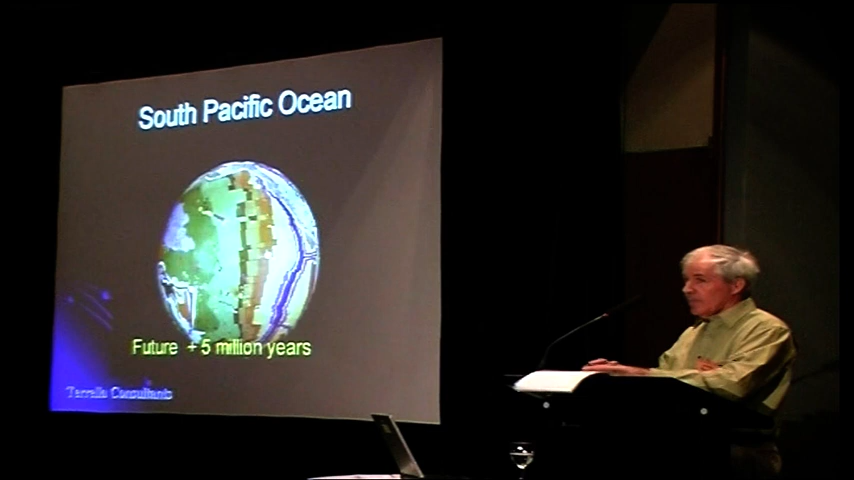 South Pacific Ocean
Future + 5 million years
Terrella Consultants